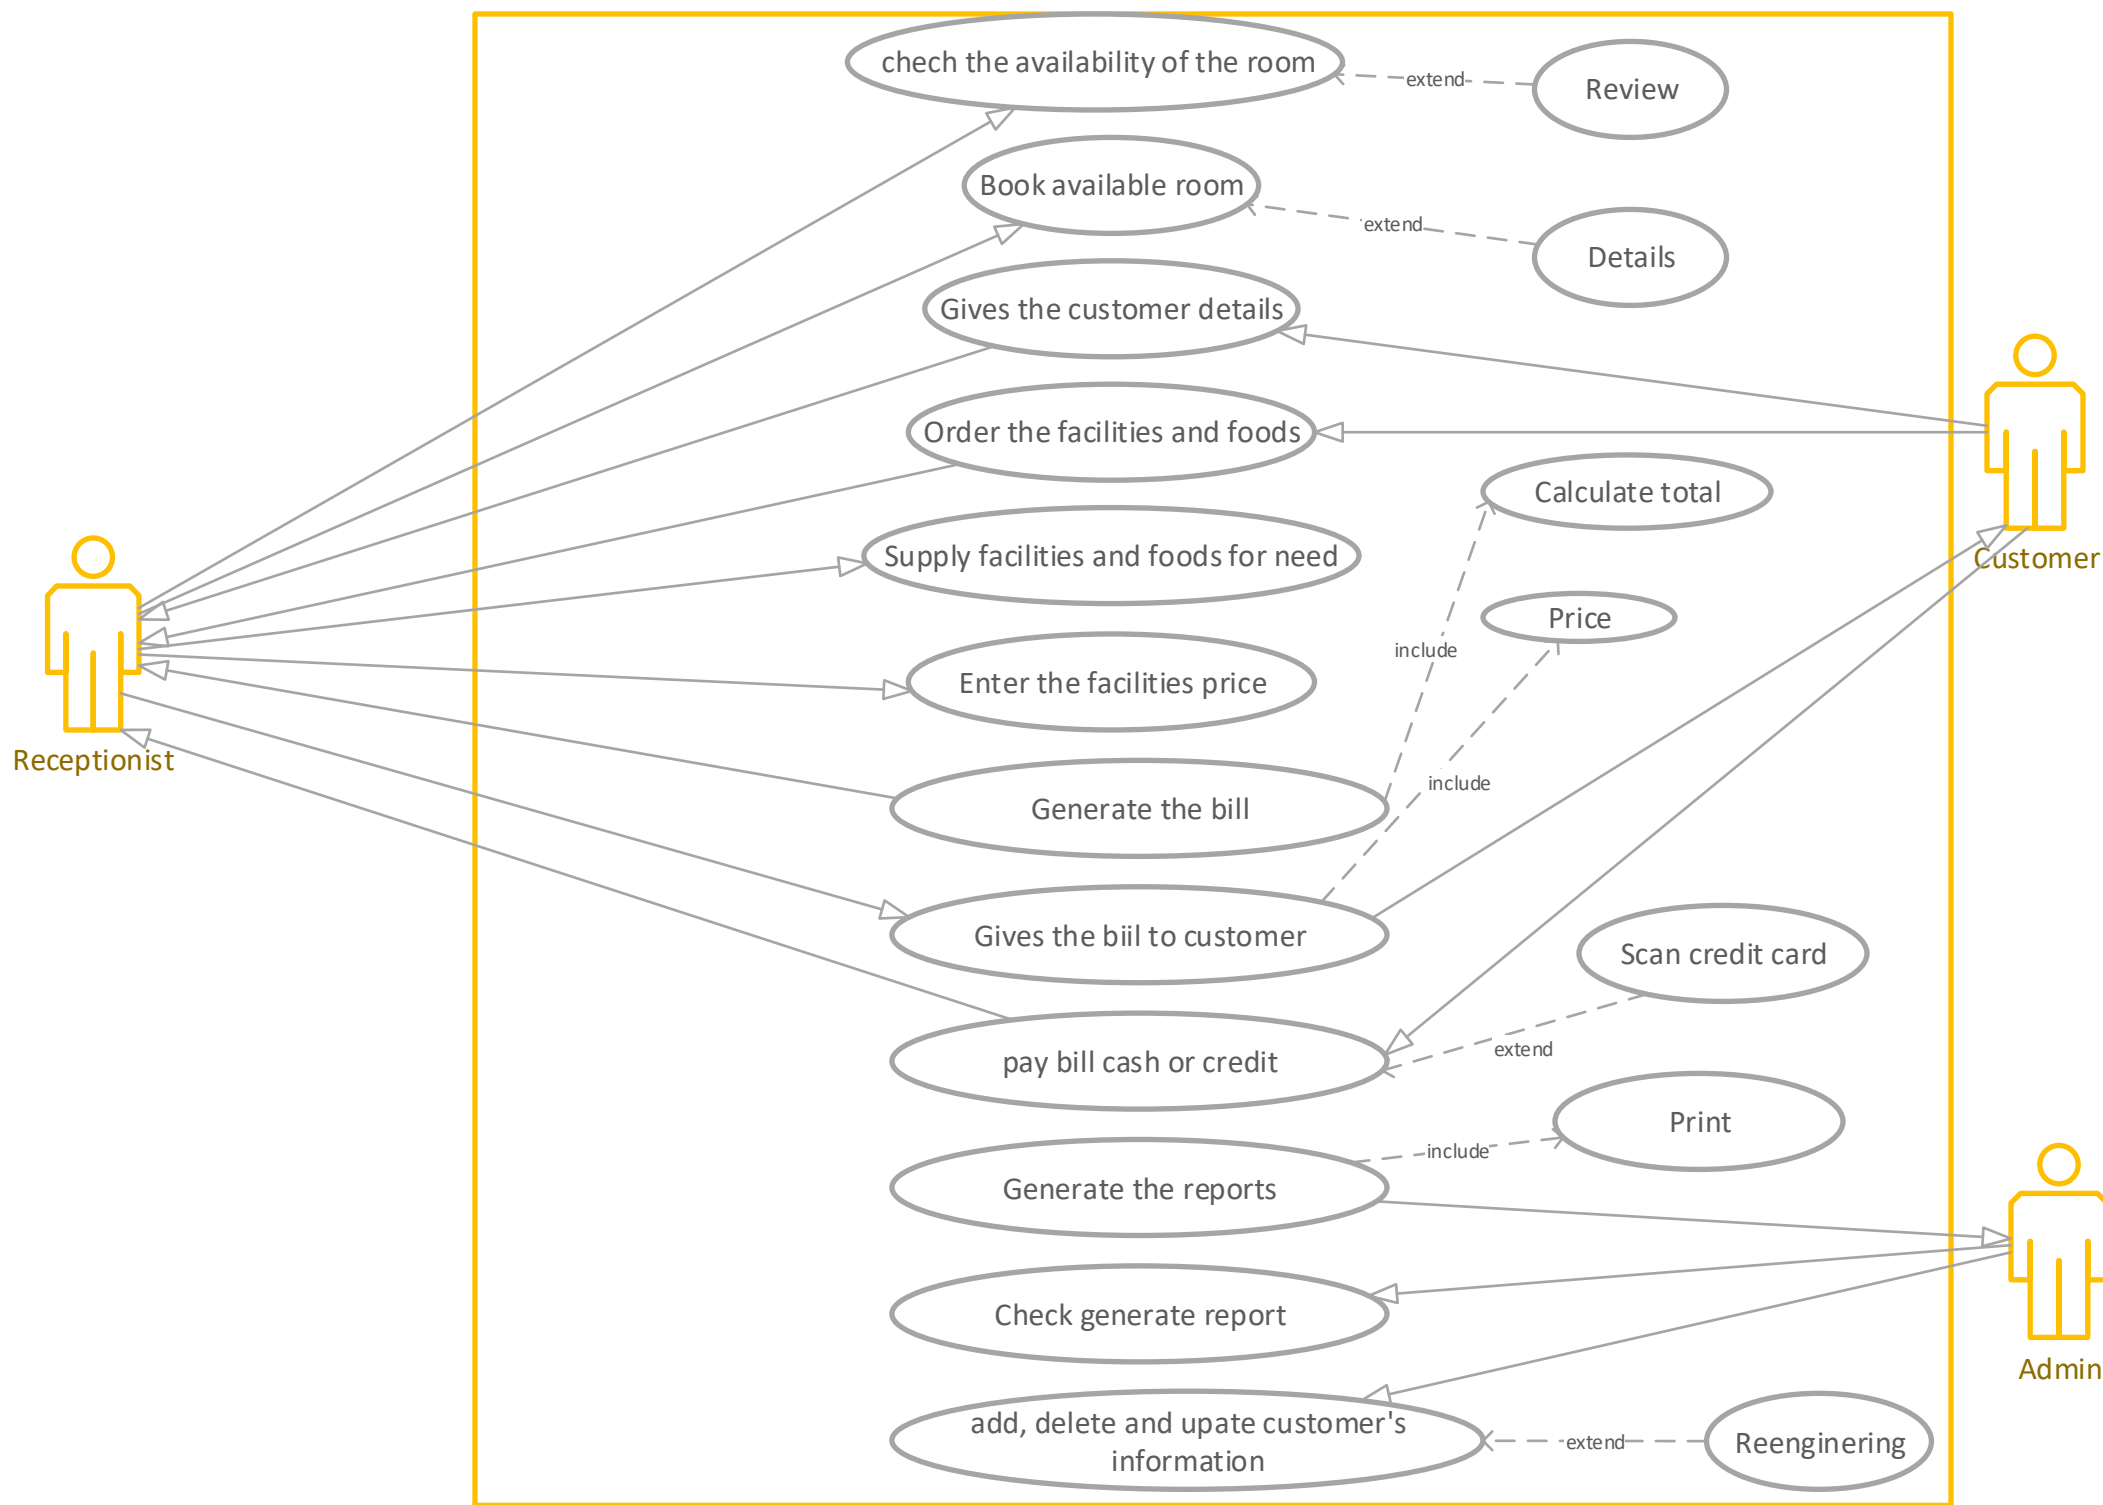 chech the availability of the room
extend
Review
Book available room
extend
Details
Gives the customer details
Order the facilities and foods
Calculate total
Supply facilities and foods for need
Customer
Price
include
Enter the facilities price
Receptionist
include
Generate the bill
Gives the biil to customer
Scan credit card
extend
pay bill cash or credit
Print
include
Generate the reports
Check generate report
Admin
add, delete and upate customer's
information
extend
Reenginering